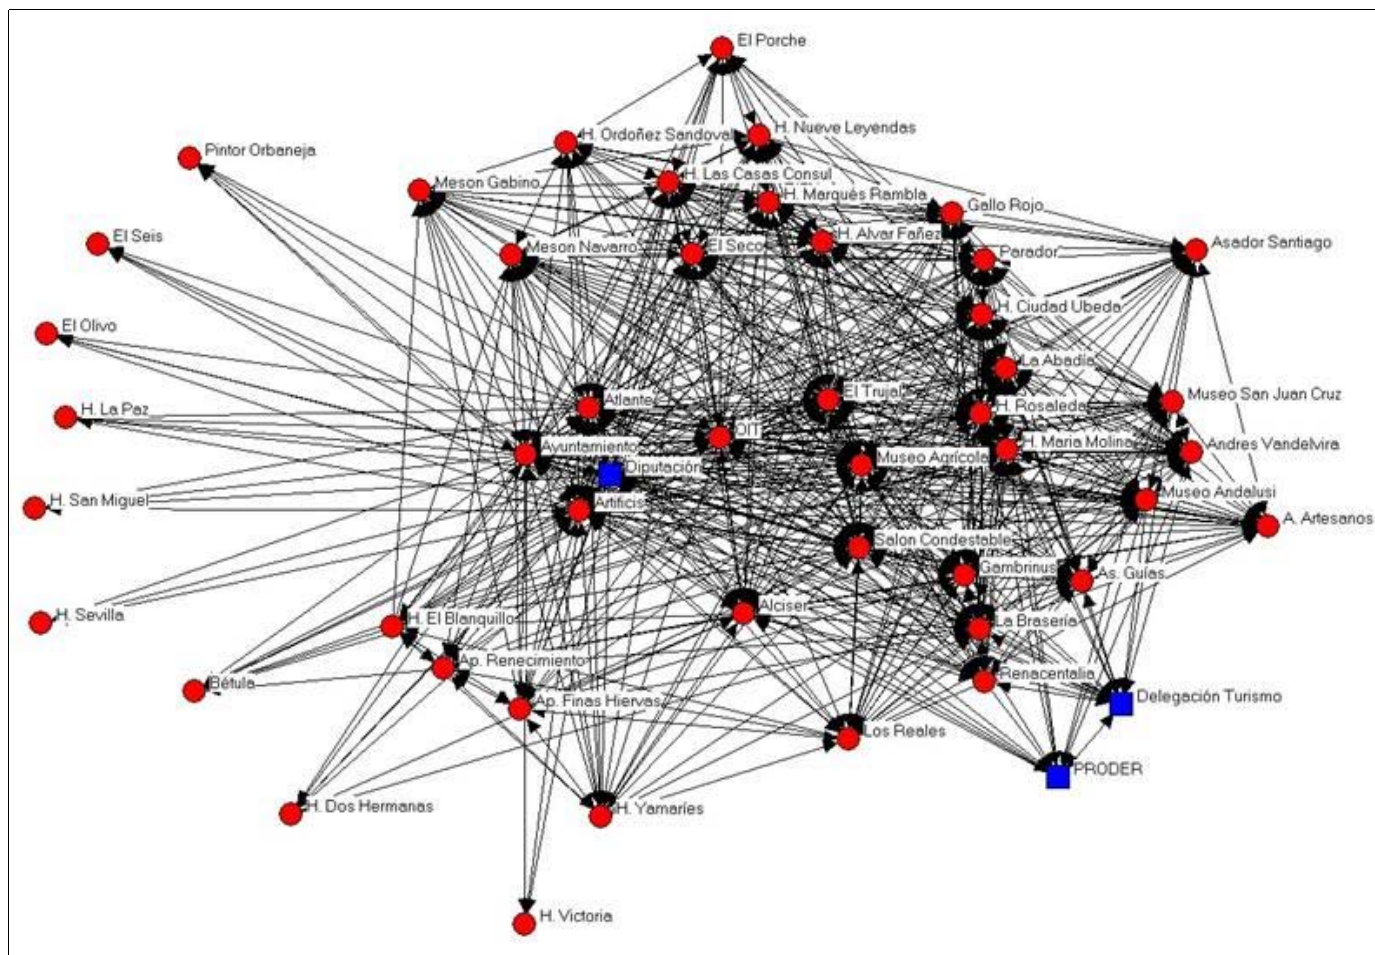 El Porche
H. Nueve Leyendas
H. Ordoñez Sandoval
Pintor Orbaneja
H. Las Casas Consul
Meson Gabino
H. Marqués Rambla
Gallo Rojo
H. Alvar Fañez
El Seis
Meson Navarro
El Seco
Asador Santiago
Parador
H. Ciudad Ubeda
El Olivo
La Abadía
El Trujal
Museo San Juan Cruz
Atlante
H. La Paz
H. Rosaleda
OIT
H. Maria Molina
Andres Vandelvira
Ayuntamiento
Museo Agrícola
Diputación
Museo Andalusi
H. San Miguel
Artificis
A. Artesanos
Salon Condestable
Gambrinus
As. Guías
Alciser
H. Sevilla
H. El Blanquillo
La Brasería
Ap. Renecimiento
Renacentalia
Bétula
Delegación Turismo
Ap. Finas Hiervas
Los Reales
PRODER
H. Dos Hermanas
H. Yamaríes
H. Victoria